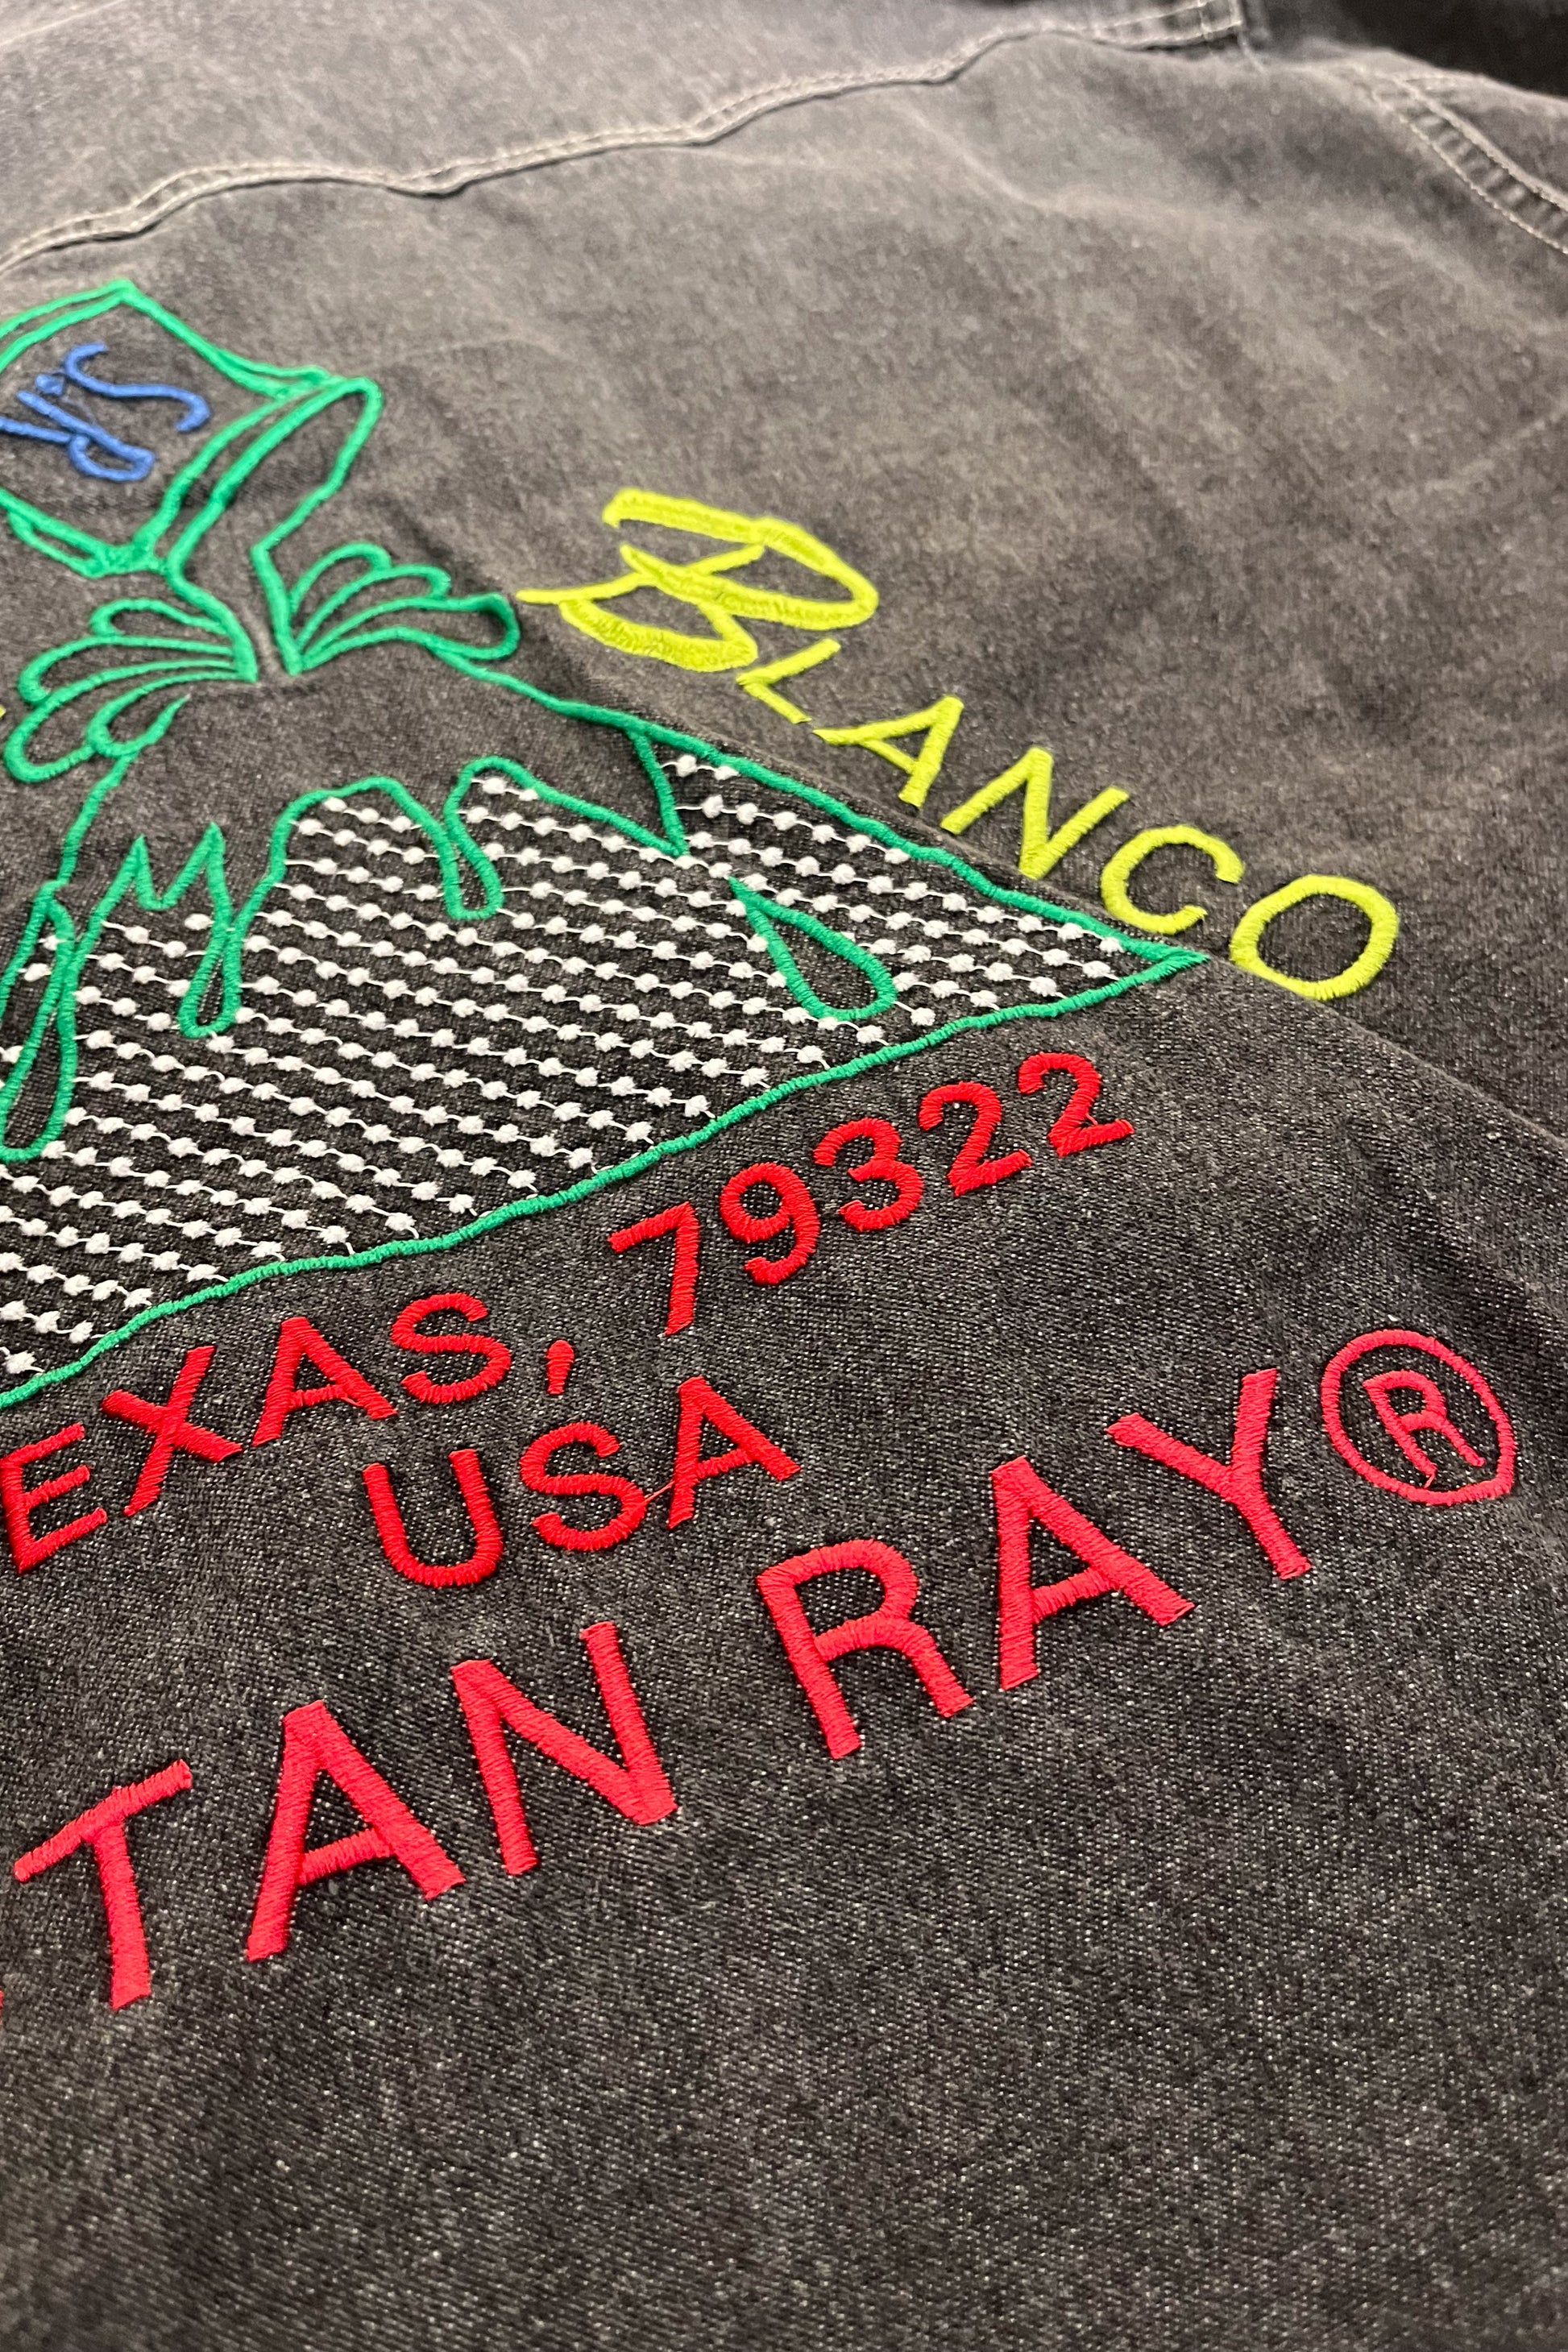 S.R
BLANCO
EXAS, 79322
USA
TAN RAY®